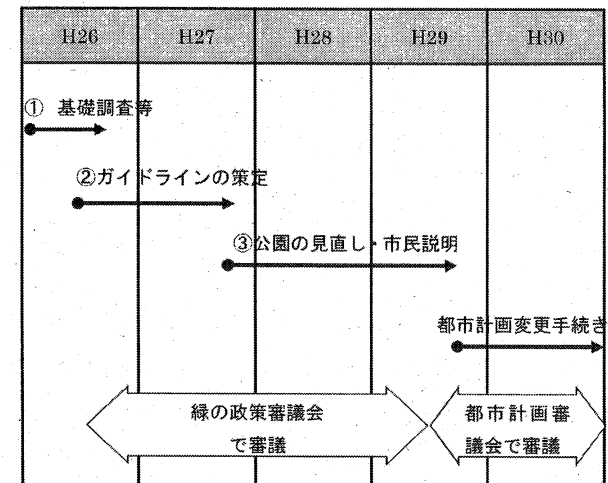 H26 H27 H28 H29 H30
① 基礎調査等
②ガイドラインの策定
③公園の見直し・市民説明
都市計画変更手続き
緑の政策審議会
で審議
都市計画審
議会で審議